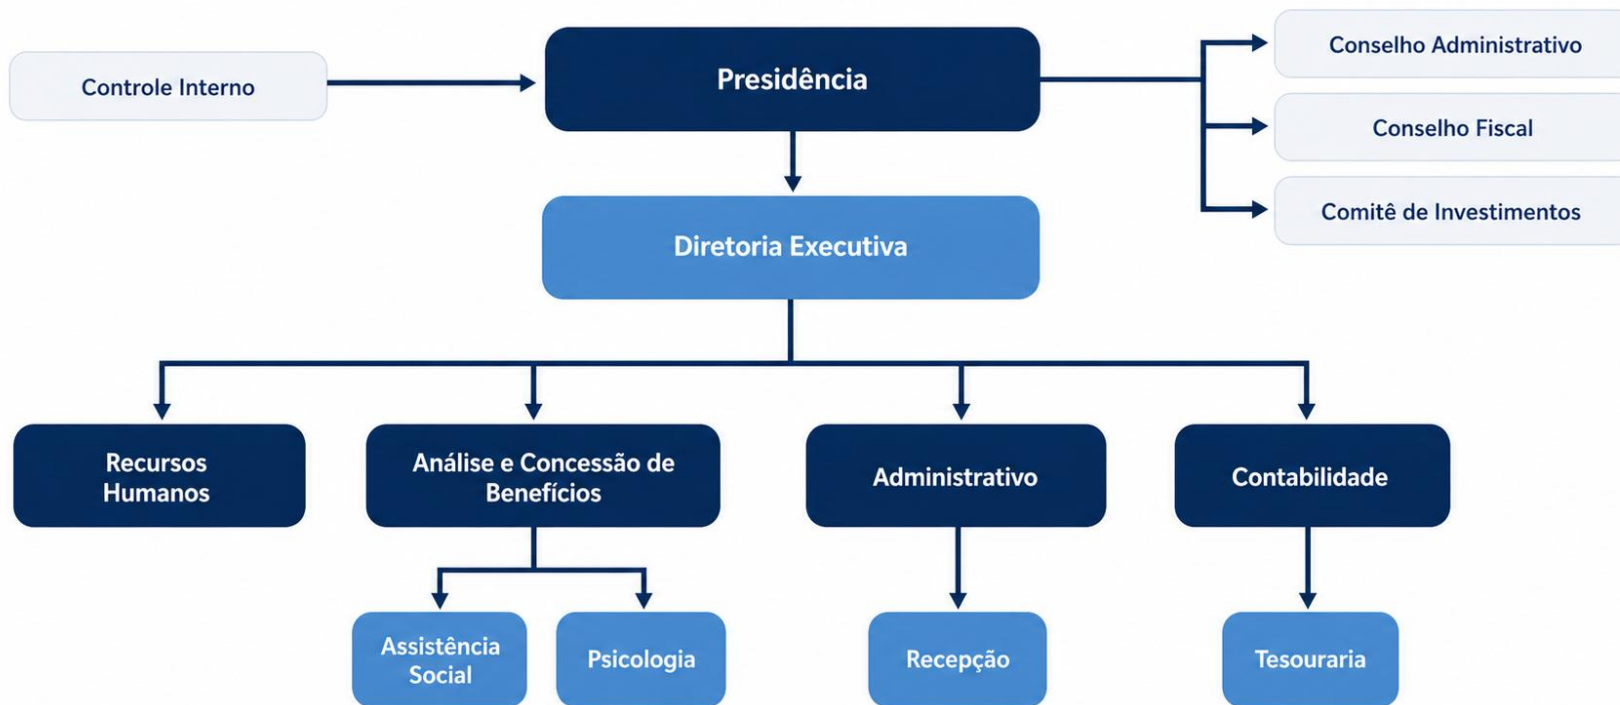 Controle Interno
Presidência
Conselho Administrativo
Conselho Fiscal
Comitê de Investimentos
Diretoria Executiva
Recursos
Humanos
Análise e Concessão de
Benefícios
Administrativo
Contabilidade
Assistência
Social
Psicologia
Recepção
Tesouraria